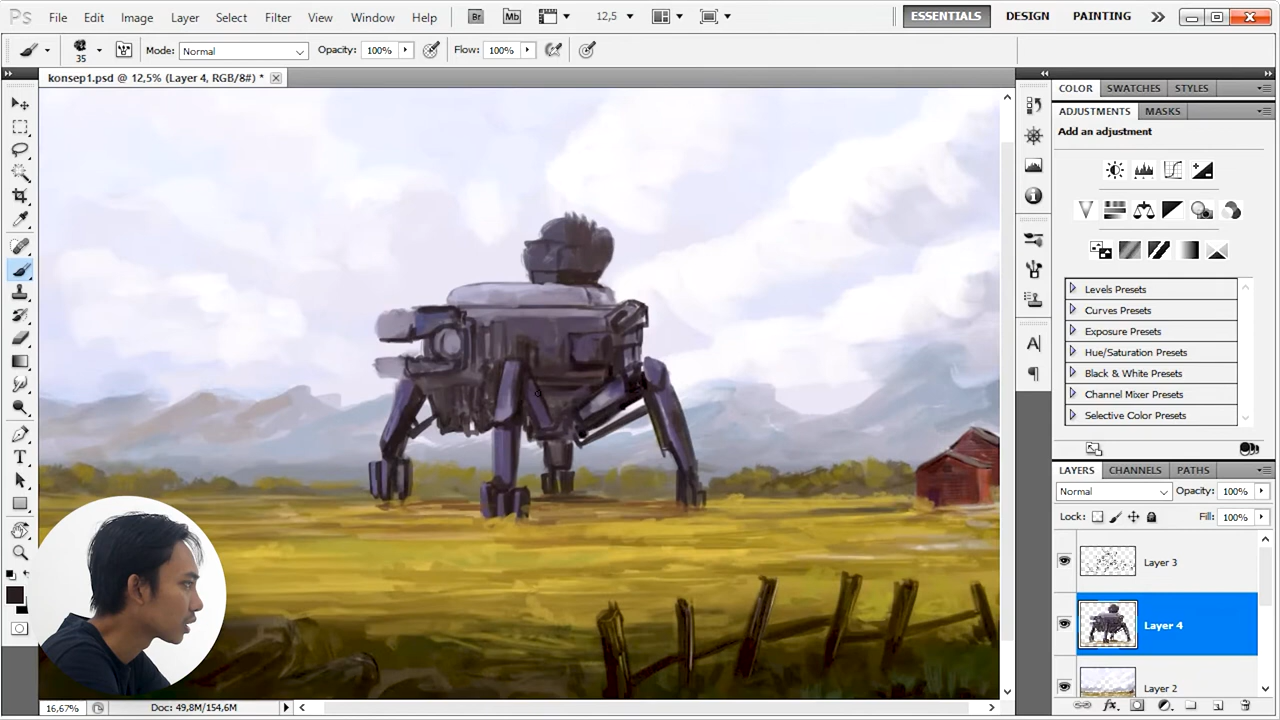 Ps File Edit Image Layer Select Filter View Window Help Br Mb 12,5 ESSENTIALS DESIGN PAINTING
35 Mode: Normal Opacity: 100% Flow: 100%
konsep1.psd @ 12,5% (Layer 4, RGB/8#) *
COLOR SWATCHES STYLES
ADJUSTMENTS MASKS
Add an adjustment
Levels Presets
Curves Presets
Exposure Presets
Hue/Saturation Presets
Black & White Presets
Channel Mixer Presets
Selective Color Presets
LAYERS CHANNELS PATHS
Normal Opacity: 100%
Lock: Fill: 100%
Layer 3
Layer 4
Layer 2
16,67% Doc: 49,8M/154,6M